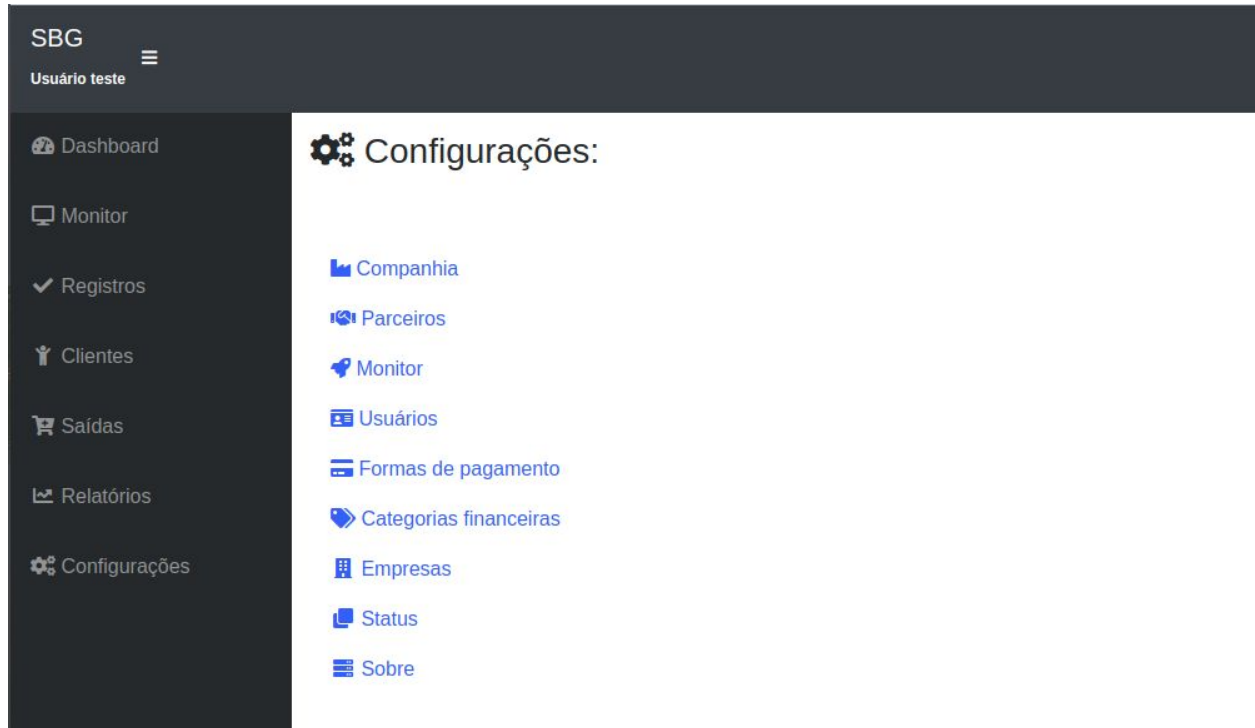 SBG
Usuário teste
Dashboard
Monitor
Registros
Clientes
Saídas
Relatórios
Configurações
Configurações:
Companhia
Parceiros
Monitor
Usuários
Formas de pagamento
Categorias financeiras
Empresas
Status
Sobre